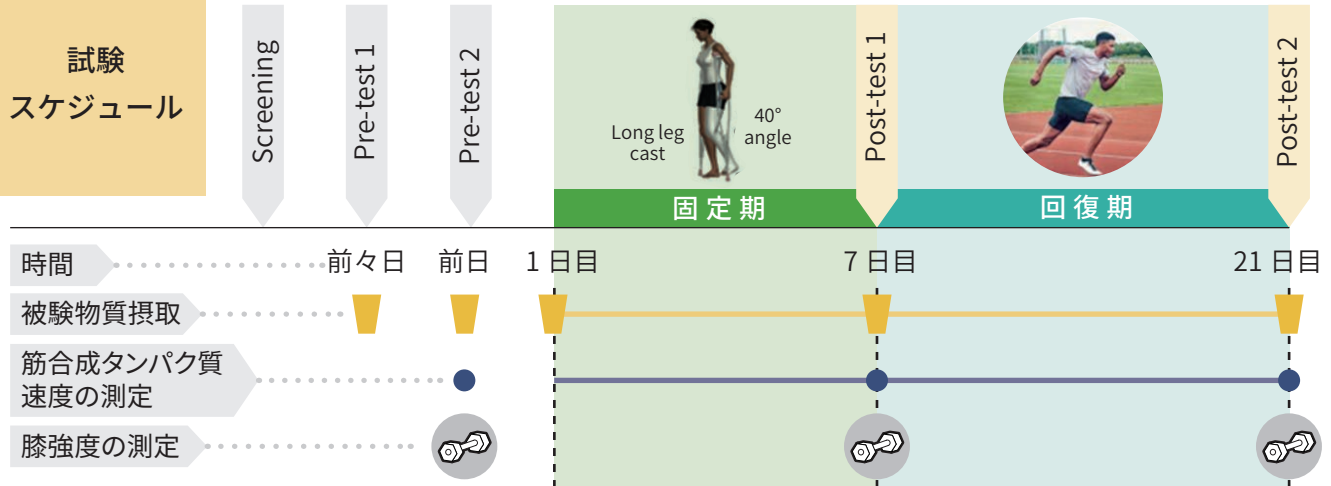 試験
スケジュール
Screening
Pre-test 1
Pre-test 2
Long leg
cast
40°
angle
Post-test 1
Post-test 2
固定期
回復期
時間
前々日
前日
1 日目
7 日目
21 日目
被験物質摂取
筋合成タンパク質
速度の測定
膝強度の測定